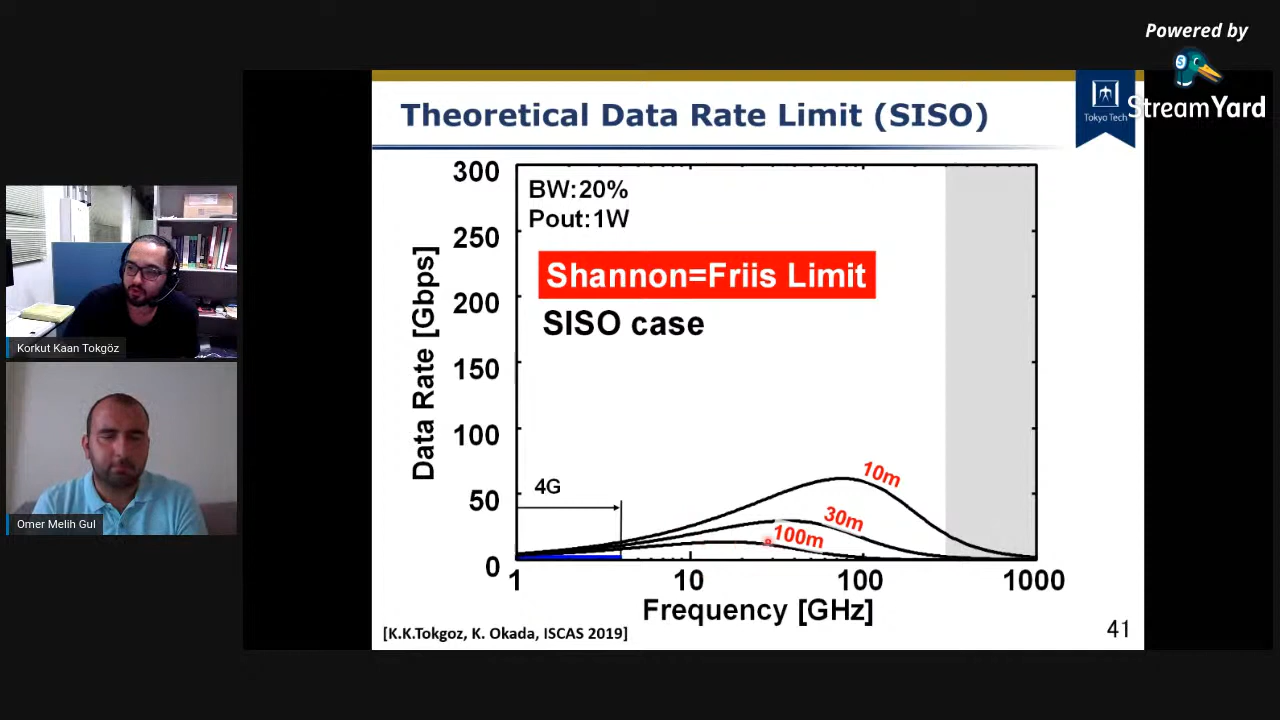 Powered by
S
StreamYard
Theoretical Data Rate Limit (SISO)
Tokyo Tech
300
250
200
150
100
50
0
Data Rate [Gbps]
BW:20%
Pout:1W
Shannon=Friis Limit
SISO case
4G
10m
30m
100m
1
10
100
1000
Frequency [GHz]
[K.K.Tokgoz, K. Okada, ISCAS 2019]
41
Korkut Kaan Tokgöz
Omer Melih Gul